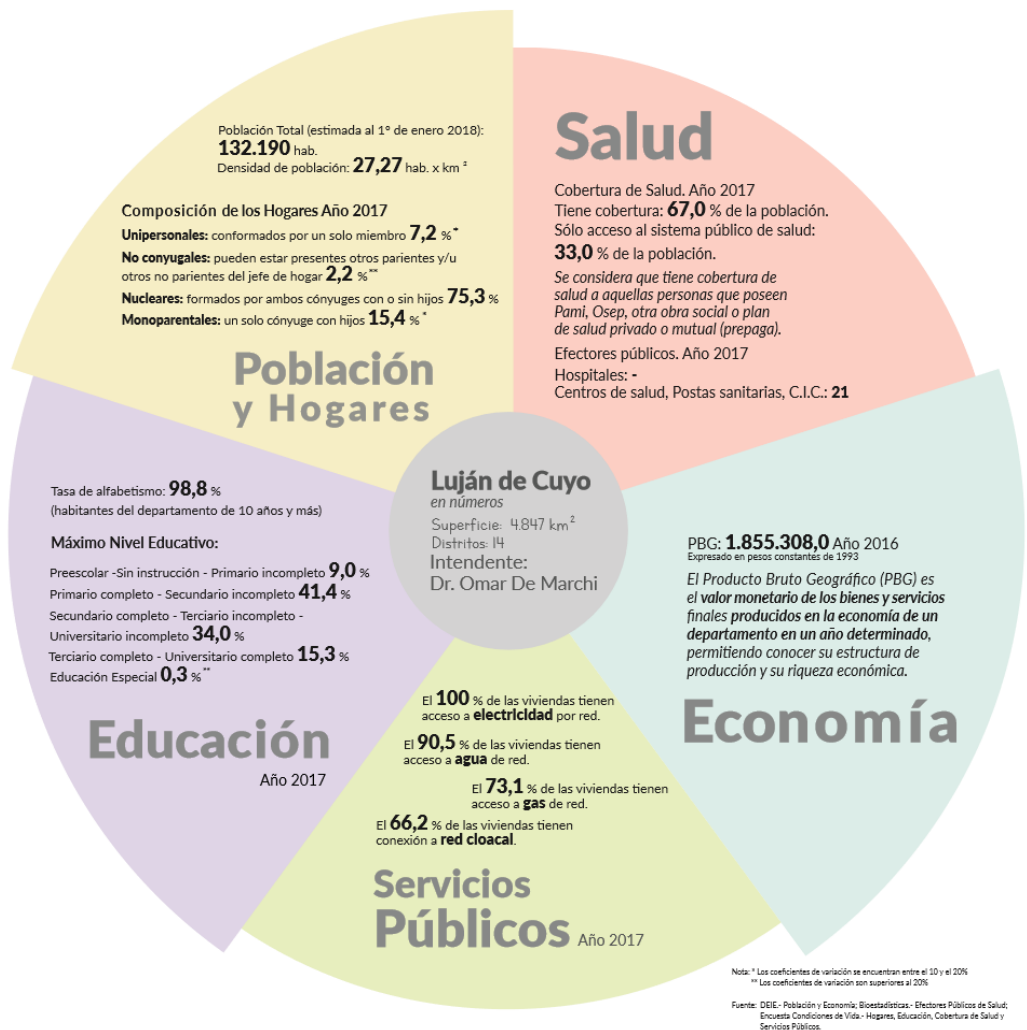 Población Total (estimada al 1º de enero 2018):
132.190 hab.
Densidad de población: 27,27 hab. x km ²
Composición de los Hogares Año 2017
Unipersonales: conformados por un solo miembro 7,2 % *
No conyugales: pueden estar presentes otros parientes y/u
otros no parientes del jefe de hogar 2,2 % **
Nucleares: formados por ambos cónyuges con o sin hijos 75,3 %
Monoparentales: un solo cónyuge con hijos 15,4 % *
Población
y Hogares
Salud
Cobertura de Salud. Año 2017
Tiene cobertura: 67,0 % de la población.
Sólo acceso al sistema público de salud:
33,0 % de la población.
Se considera que tiene cobertura de
salud a aquellas personas que poseen
Pami, Osep, otra obra social o plan
de salud privado o mutual (prepaga).
Efectores públicos. Año 2017
Hospitales: -
Centros de salud, Postas sanitarias, C.I.C.: 21
Luján de Cuyo
en números
Superficie: 4.847 km²
Distritos: 14
Intendente:
Dr. Omar De Marchi
Tasa de alfabetismo: 98,8 %
(habitantes del departamento de 10 años y más)
Máximo Nivel Educativo:
Preescolar -Sin instrucción - Primario incompleto 9,0 %
Primario completo - Secundario incompleto 41,4 %
Secundario completo - Terciario incompleto -
Universitario incompleto 34,0 %
Terciario completo - Universitario completo 15,3 %
Educación Especial 0,3 % **
Educación
Año 2017
PBG: 1.855.308,0 Año 2016
Expresado en pesos constantes de 1993
El Producto Bruto Geográfico (PBG) es
el valor monetario de los bienes y servicios
finales producidos en la economía de un
departamento en un año determinado,
permitiendo conocer su estructura de
producción y su riqueza económica.
Economía
El 100 % de las viviendas tienen
acceso a electricidad por red.
El 90,5 % de las viviendas tienen
acceso a agua de red.
El 73,1 % de las viviendas tienen
acceso a gas de red.
El 66,2 % de las viviendas tienen
conexión a red cloacal.
Servicios
Públicos Año 2017
Nota: * Los coeficientes de variación se encuentran entre el 10 y el 20%
** Los coeficientes de variación son superiores al 20%
Fuente: DEIE.- Población y Economía; Bioestadísticas.- Efectores Públicos de Salud;
Encuesta Condiciones de Vida.- Hogares, Educación, Cobertura de Salud y
Servicios Públicos.